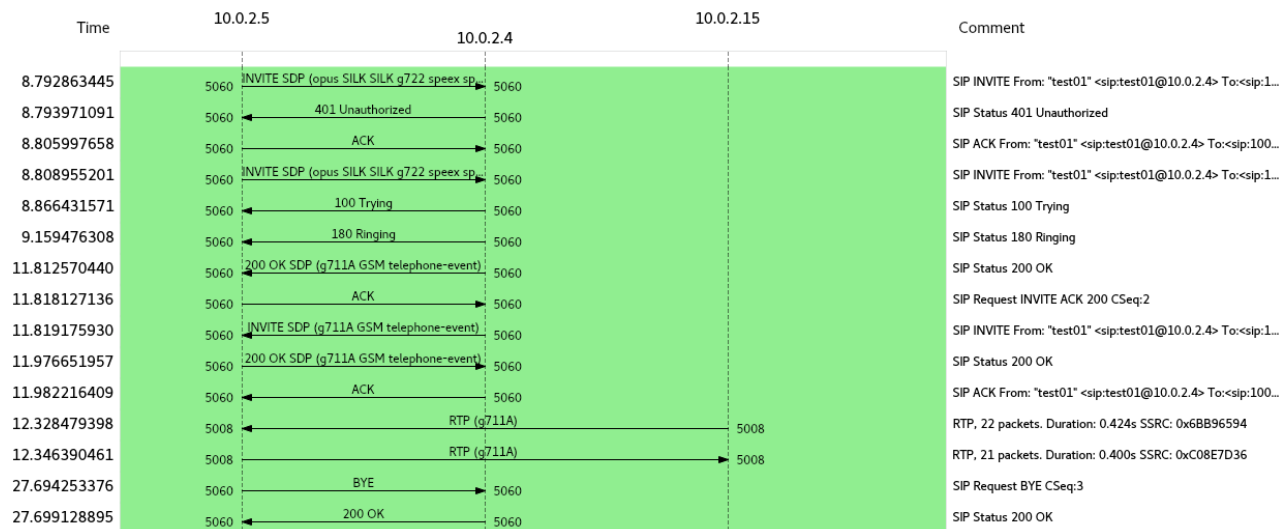 10.0.2.5 10.0.2.15
Time 10.0.2.4 Comment
8.792863445 5060 INVITE SDP (opus SILK SILK g722 speex sp... 5060 SIP INVITE From: "test01" <sip:test01@10.0.2.4> To:<sip:1...
8.793971091 5060 401 Unauthorized 5060 SIP Status 401 Unauthorized
8.805997658 5060 ACK 5060 SIP ACK From: "test01" <sip:test01@10.0.2.4> To:<sip:100...
8.808955201 5060 INVITE SDP (opus SILK SILK g722 speex sp... 5060 SIP INVITE From: "test01" <sip:test01@10.0.2.4> To:<sip:1...
8.866431571 5060 100 Trying 5060 SIP Status 100 Trying
9.159476308 5060 180 Ringing 5060 SIP Status 180 Ringing
11.812570440 5060 200 OK SDP (g711A GSM telephone-event) 5060 SIP Status 200 OK
11.818127136 5060 ACK 5060 SIP Request INVITE ACK 200 CSeq:2
11.819175930 5060 INVITE SDP (g711A GSM telephone-event) 5060 SIP INVITE From: "test01" <sip:test01@10.0.2.4> To:<sip:1...
11.976651957 5060 200 OK SDP (g711A GSM telephone-event) 5060 SIP Status 200 OK
11.982216409 5060 ACK 5060 SIP ACK From: "test01" <sip:test01@10.0.2.4> To:<sip:100...
12.328479398 5008 RTP (g711A) 5008 RTP, 22 packets. Duration: 0.424s SSRC: 0x6BB96594
12.346390461 5008 RTP (g711A) 5008 RTP, 21 packets. Duration: 0.400s SSRC: 0xC08E7D36
27.694253376 5060 BYE 5060 SIP Request BYE CSeq:3
27.699128895 5060 200 OK 5060 SIP Status 200 OK